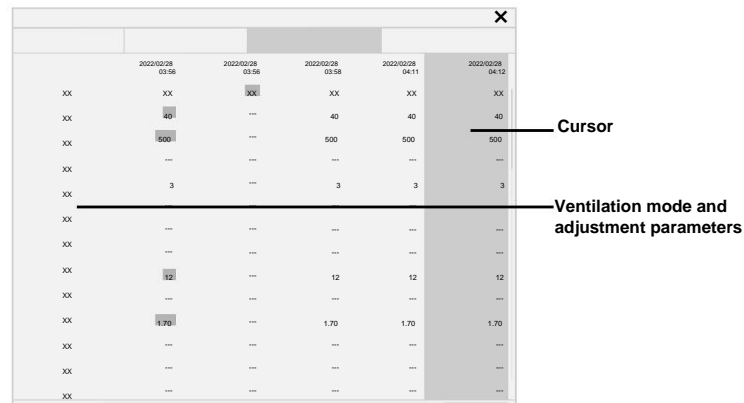 ×
2022/02/28 2022/02/28 2022/02/28 2022/02/28 2022/02/28
03:56 03:56 03:58 04:11 04:12
XX XX XX XX XX XX
XX 40 --- 40 40 40
Cursor
XX 500 --- 500 500 500
--- --- --- --- ---
XX
XX 3 --- 3 3 3
--- --- --- --- ---
Ventilation mode and
adjustment parameters
XX --- --- --- --- ---
XX --- --- --- --- ---
XX 12 --- 12 12 12
XX --- --- --- --- ---
XX 1.70 --- 1.70 1.70 1.70
XX --- --- --- --- ---
XX --- --- --- --- ---
XX --- --- --- --- ---